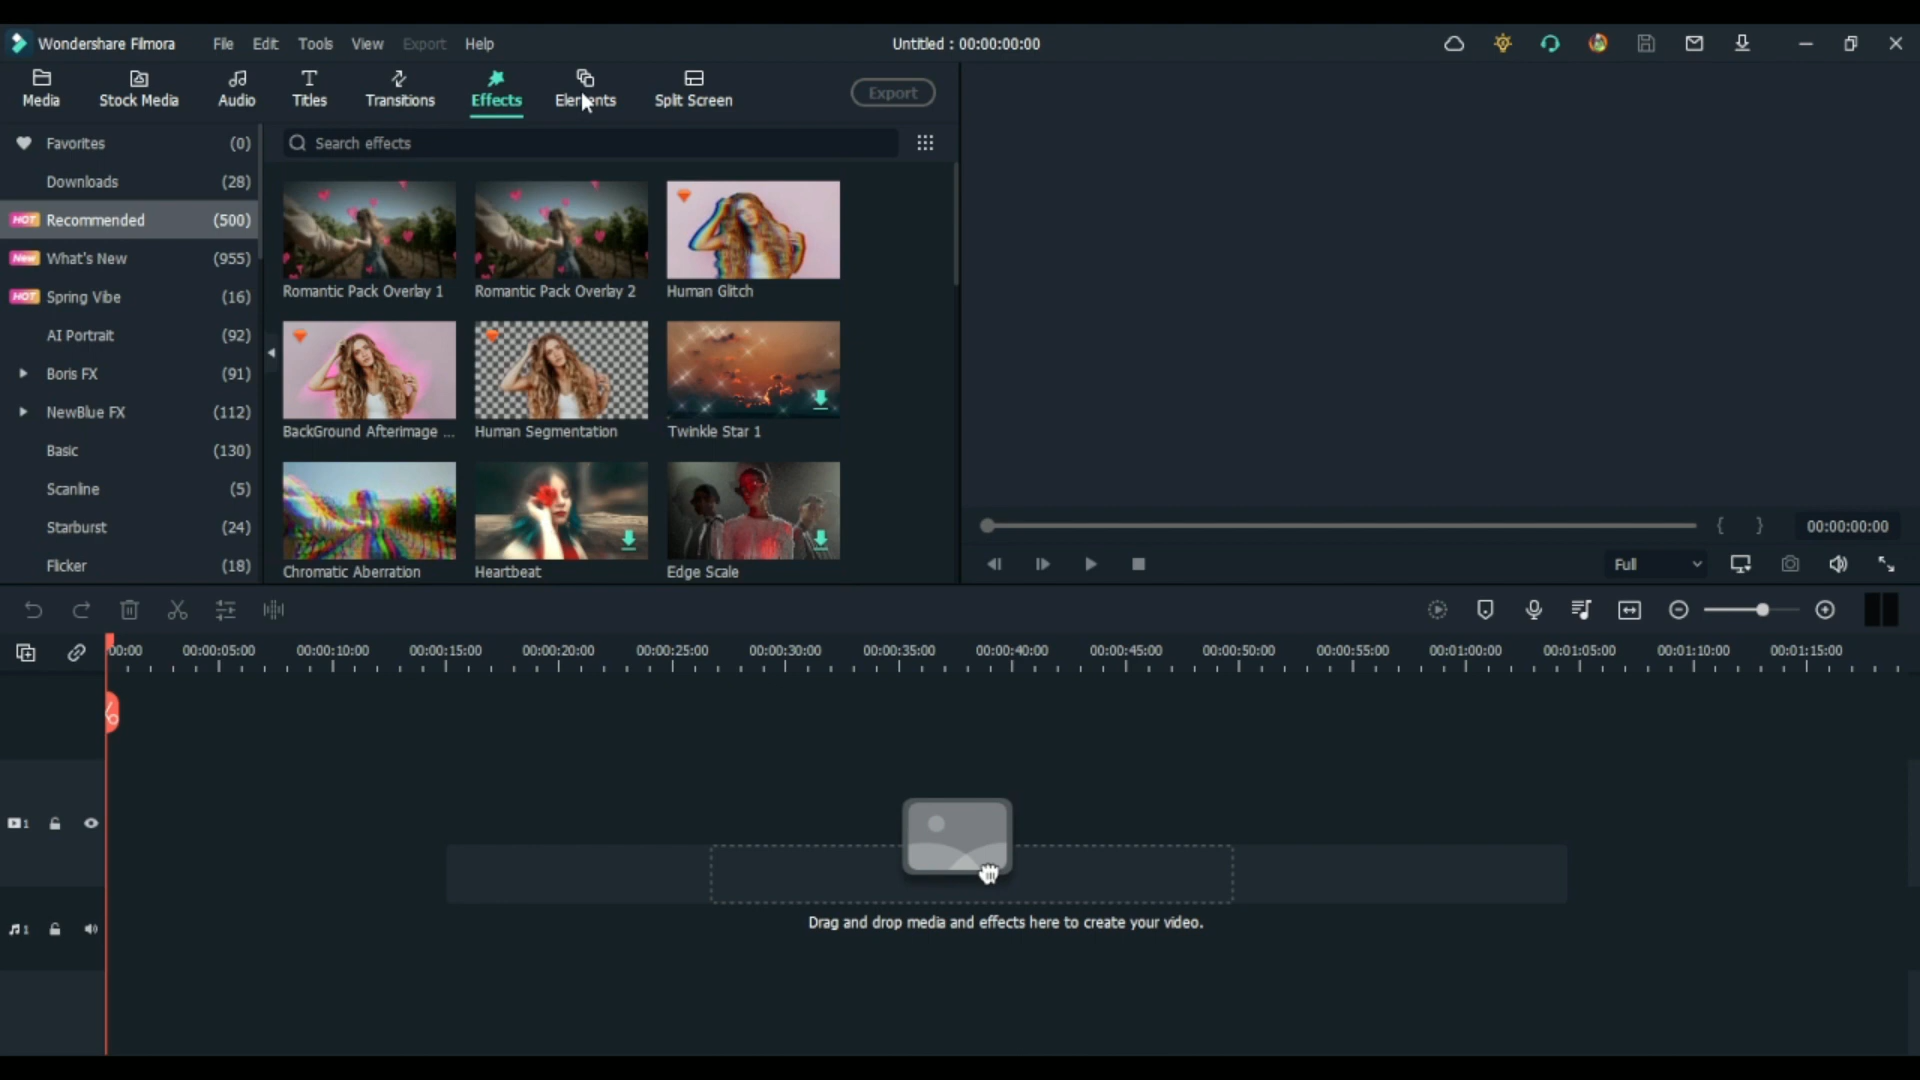 Wondershare Filmora File Edit Tools View Export Help Untitled : 00:00:00:00
Media Stock Media Audio Titles Transitions Effects Elements Split Screen Export
Favorites (0)
Downloads (28)
HOT Recommended (500)
New What's New (955)
HOT Spring Vibe (16)
AI Portrait (92)
Boris FX (91)
NewBlue FX (112)
Basic (130)
Scanline (5)
Starburst (24)
Flicker (18)
Search effects
Romantic Pack Overlay 1 Romantic Pack Overlay 2 Human Glitch
BackGround Afterimage ... Human Segmentation Twinkle Star 1
Chromatic Aberration Heartbeat Edge Scale
{ } 00:00:00:00
Full
00:00 00:00:05:00 00:00:10:00 00:00:15:00 00:00:20:00 00:00:25:00 00:00:30:00 00:00:35:00 00:00:40:00 00:00:45:00 00:00:50:00 00:00:55:00 00:01:00:00 00:01:05:00 00:01:10:00 00:01:15:00
1
Drag and drop media and effects here to create your video.
1